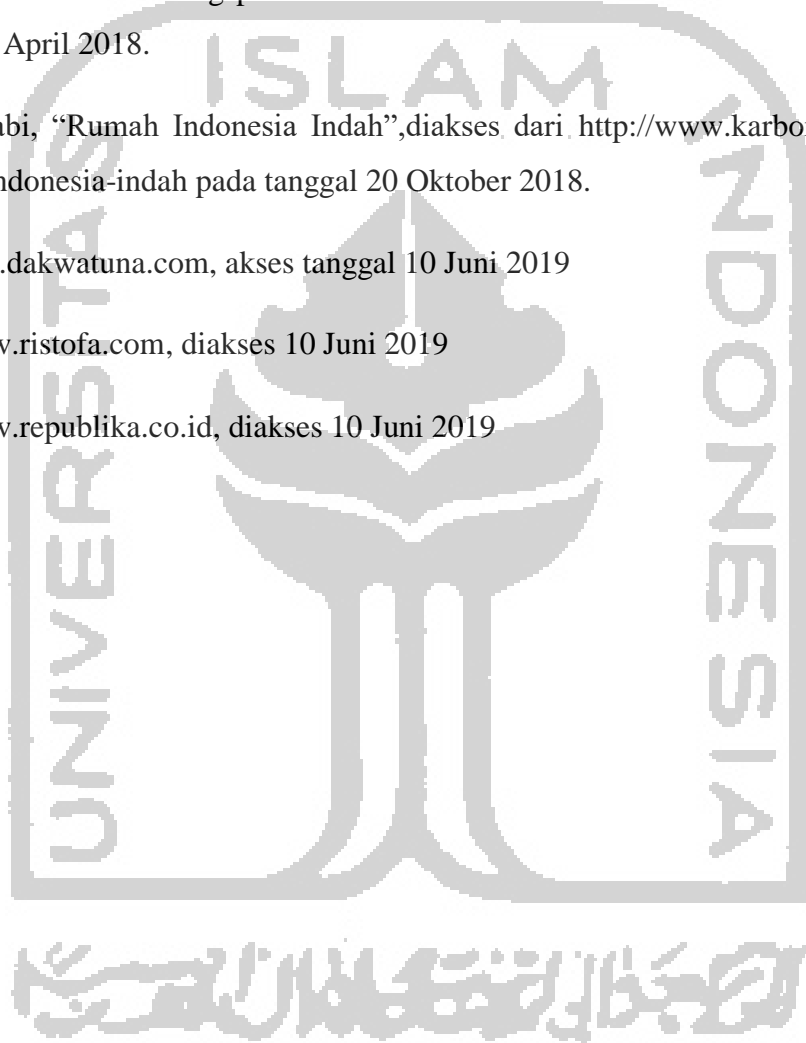 April 2018.
abi, “Rumah Indonesia Indah”,diakses dari http://www.karbo
ndonesia-indah pada tanggal 20 Oktober 2018.
.dakwatuna.com, akses tanggal 10 Juni 2019
w.ristofa.com, diakses 10 Juni 2019
w.republika.co.id, diakses 10 Juni 2019
UNIVERSITAS
ISLAM
INDONESIA